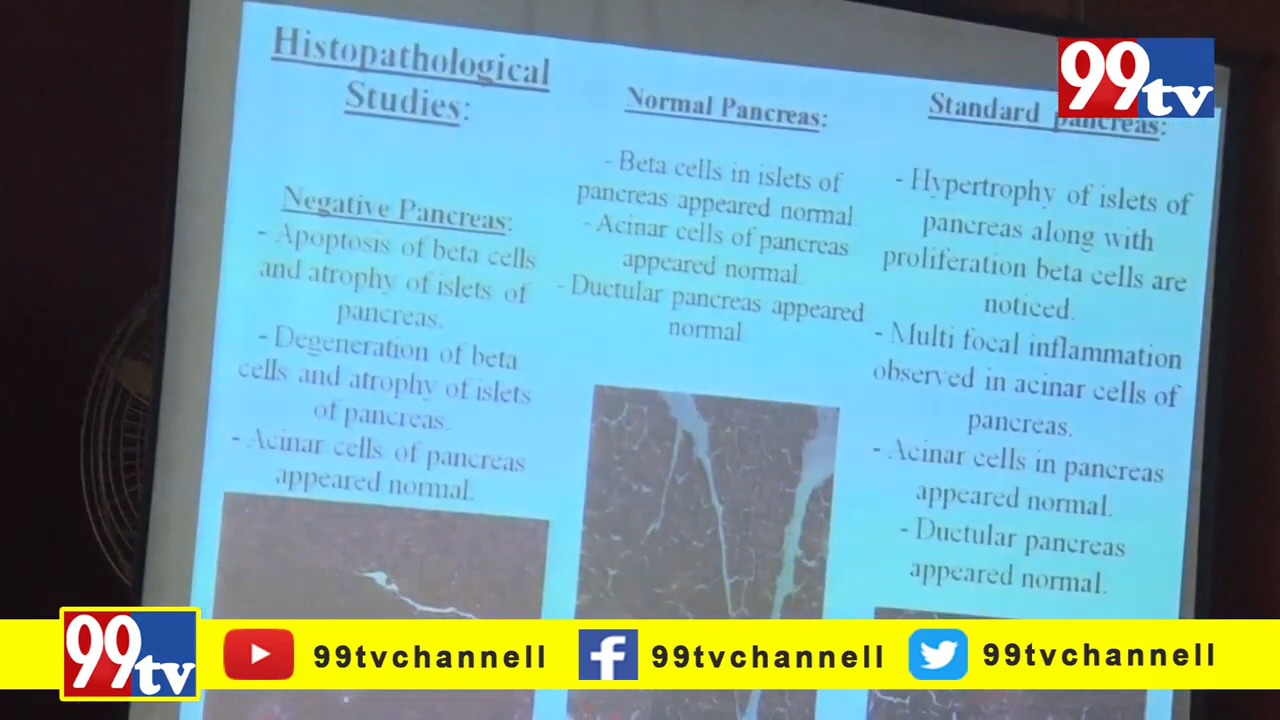 Histopathological
Studies:
Negative Pancreas:
- Apoptosis of beta cells
and atrophy of islets of
pancreas.
- Degeneration of beta
cells and atrophy of islets
of pancreas.
- Acinar cells of pancreas
appeared normal.
Normal Pancreas:
- Beta cells in islets of
pancreas appeared normal.
- Acinar cells of pancreas
appeared normal.
- Ductular pancreas appeared
normal.
Standard pancreas:
- Hypertrophy of islets of
pancreas along with
proliferation beta cells are
noticed.
- Multi focal inflammation
observed in acinar cells of
pancreas.
- Acinar cells in pancreas
appeared normal.
- Ductular pancreas
appeared normal.
99tv
99tv
99tvchannell
99tvchannell
99tvchannell